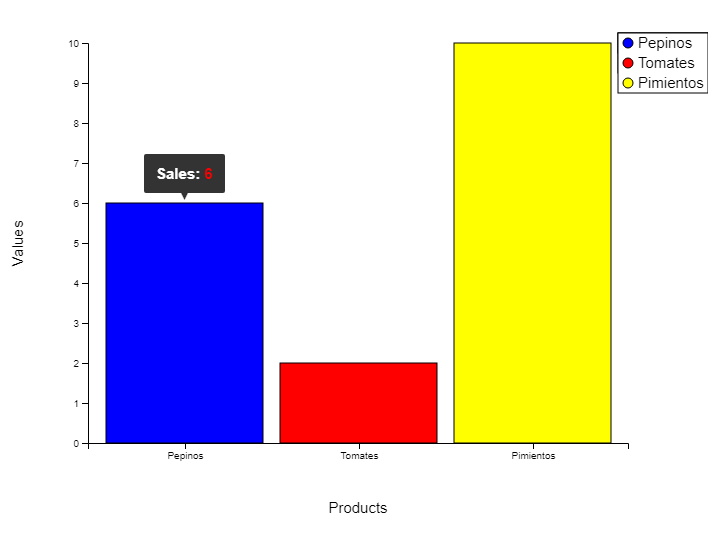 Pepinos
Tomates
Pimientos
10
9
8
7
Sales: 6
6
5
4
3
2
1
0
Values
Pepinos
Tomates
Pimientos
Products